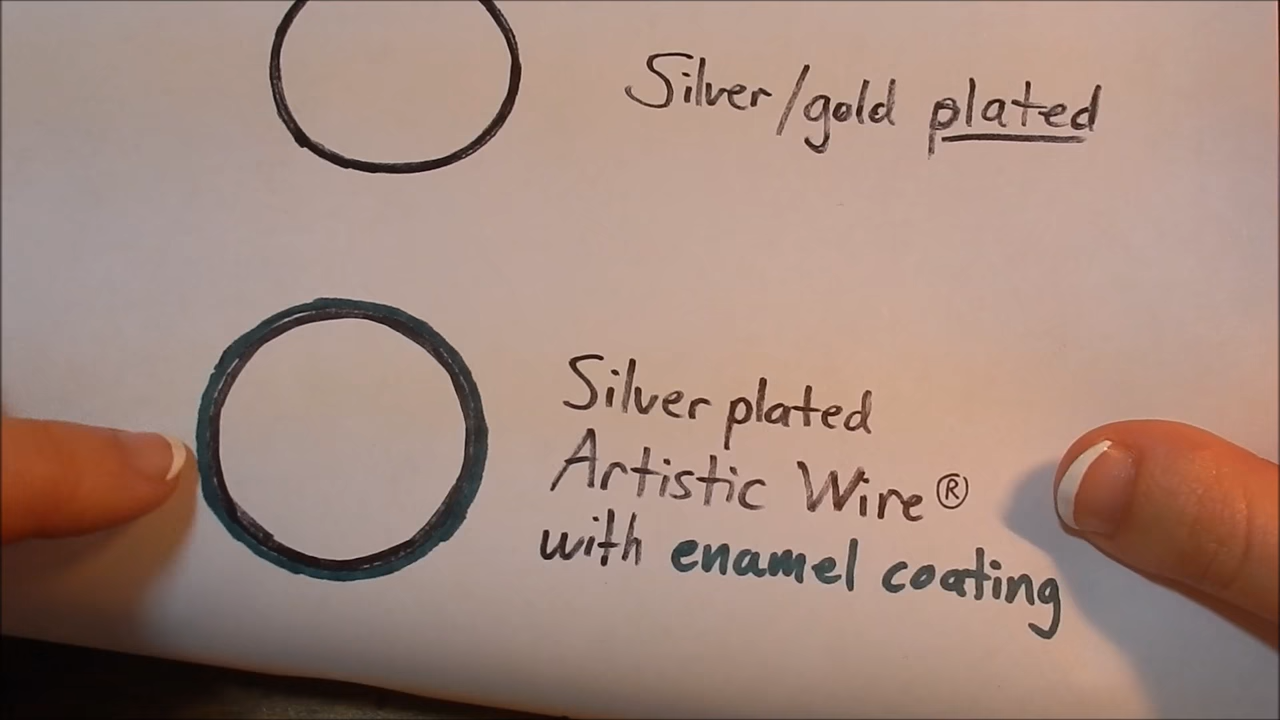 Silver/gold plated
Silver plated
Artistic Wire®
with enamel coating